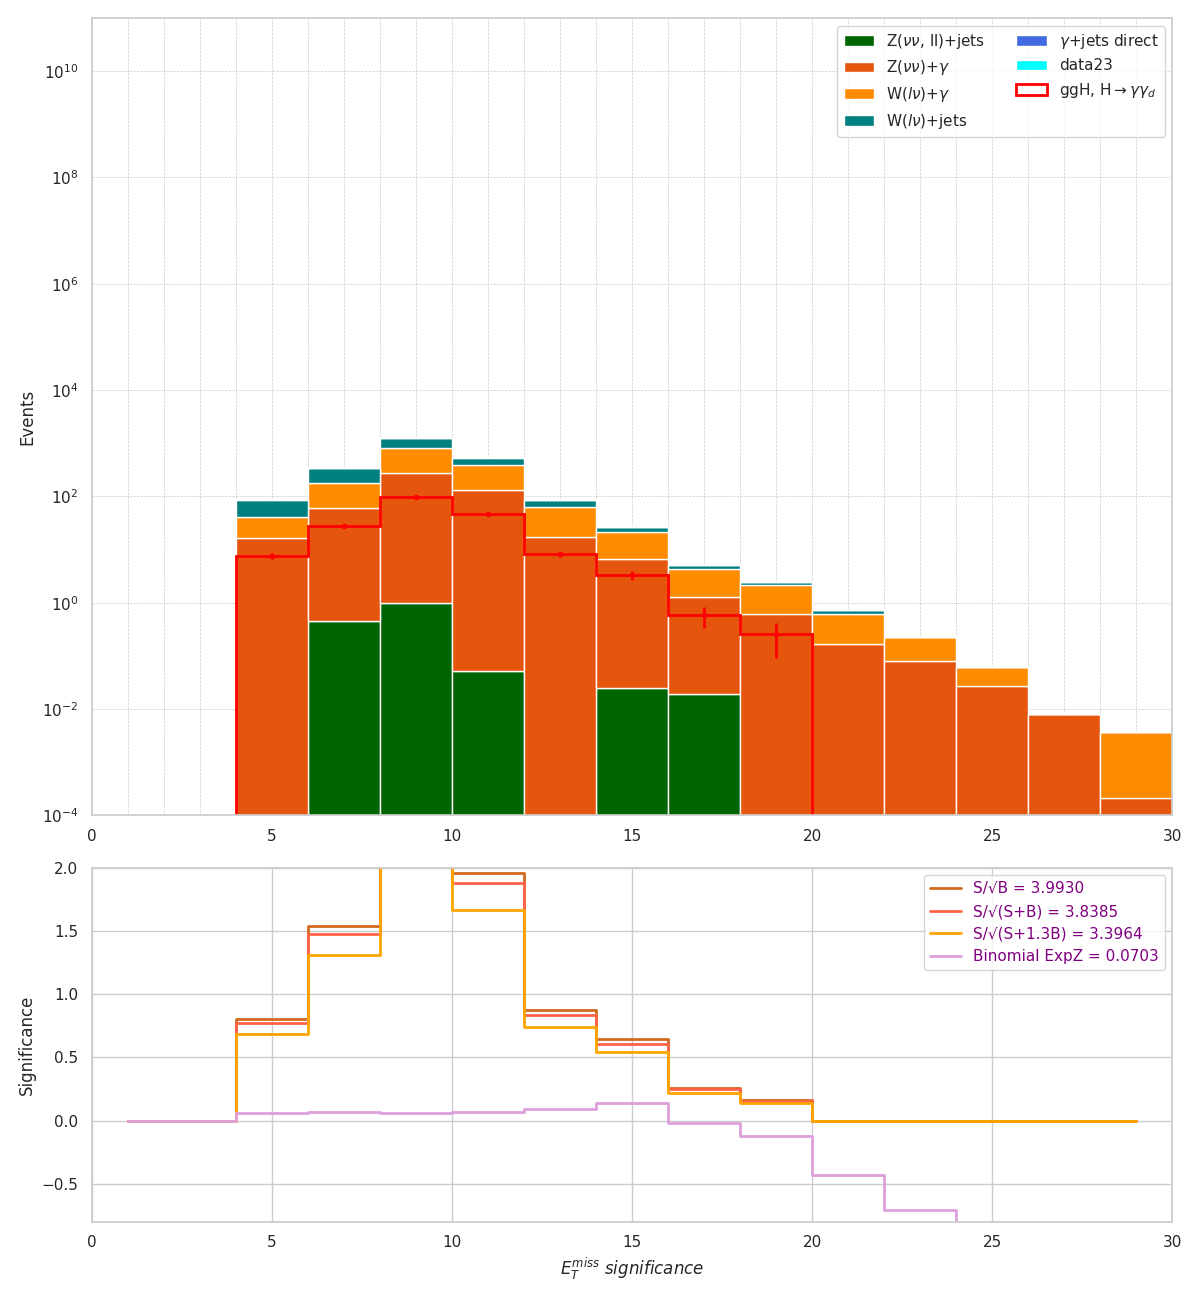 Z(νν, ll)+jets
Z(νν)+γ
W(lν)+γ
W(lν)+jets
γ+jets direct
data23
ggH, H→γγ_d
10^10
10^8
10^6
10^4
10^2
10^0
10^−2
10^−4
Events
0 5 10 15 20 25 30
S/√B = 3.9930
S/√(S+B) = 3.8385
S/√(S+1.3B) = 3.3964
Binomial ExpZ = 0.0703
2.0
1.5
1.0
0.5
0.0
−0.5
Significance
0 5 10 15 20 25 30
E_T^miss significance